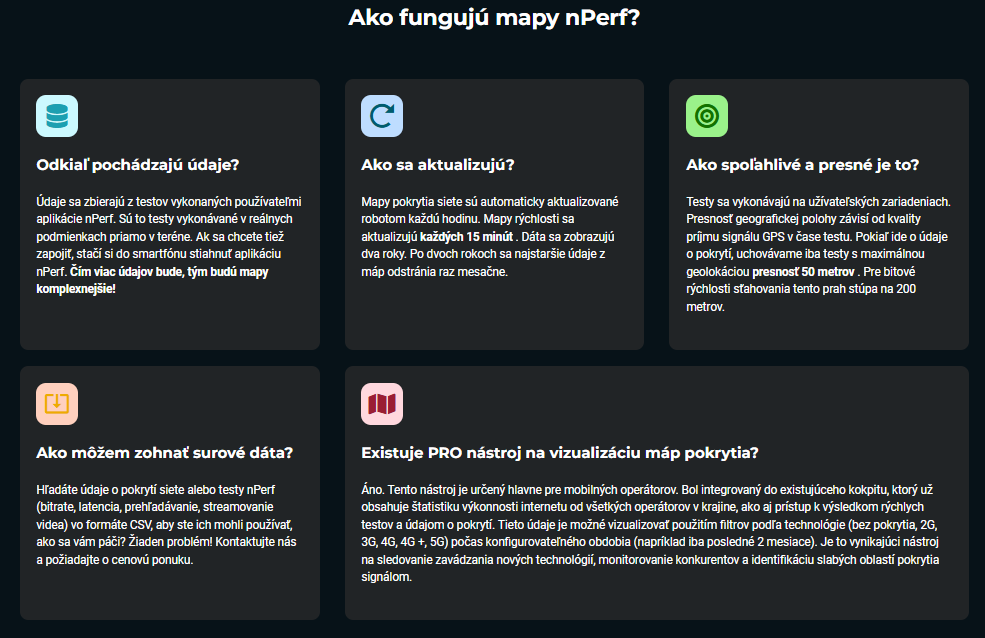 Ako fungujú mapy nPerf?
Odkiaľ pochádzajú údaje?
Údaje sa zbierajú z testov vykonaných používateľmi
aplikácie nPerf. Sú to testy vykonávané v reálnych
podmienkach priamo v teréne. Ak sa chcete tiež
zapojiť, stačí si do smartfónu stiahnuť aplikáciu
nPerf. Čím viac údajov bude, tým budú mapy
komplexnejšie!
Ako sa aktualizujú?
Mapy pokrytia siete sú automaticky aktualizované
robotom každú hodinu. Mapy rýchlosti sa
aktualizujú každých 15 minút . Dáta sa zobrazujú
dva roky. Po dvoch rokoch sa najstaršie údaje z
máp odstránia raz mesačne.
Ako spoľahlivé a presné je to?
Testy sa vykonávajú na užívateľských zariadeniach.
Presnosť geografickej polohy závisí od kvality
príjmu signálu GPS v čase testu. Pokiaľ ide o údaje
o pokrytí, uchovávame iba testy s maximálnou
geolokáciou presnosť 50 metrov . Pre bitové
rýchlosti sťahovania tento prah stúpa na 200
metrov.
Ako môžem zohnať surové dáta?
Hľadáte údaje o pokrytí siete alebo testy nPerf
(bitrate, latencia, prehľadávanie, streamovanie
videa) vo formáte CSV, aby ste ich mohli používať,
ako sa vám páči? Žiaden problém! Kontaktujte nás
a požiadajte o cenovú ponuku.
Existuje PRO nástroj na vizualizáciu máp pokrytia?
Áno. Tento nástroj je určený hlavne pre mobilných operátorov. Bol integrovaný do existujúceho kokpitu, ktorý už
obsahuje štatistiku výkonnosti internetu od všetkých operátorov v krajine, ako aj prístup k výsledkom rýchlych
testov a údajom o pokrytí. Tieto údaje je možné vizualizovať použitím filtrov podľa technológie (bez pokrytia, 2G,
3G, 4G, 4G +, 5G) počas konfigurovateľného obdobia (napríklad iba posledné 2 mesiace). Je to vynikajúci nástroj
na sledovanie zavádzania nových technológií, monitorovanie konkurentov a identifikáciu slabých oblastí pokrytia
signálom.